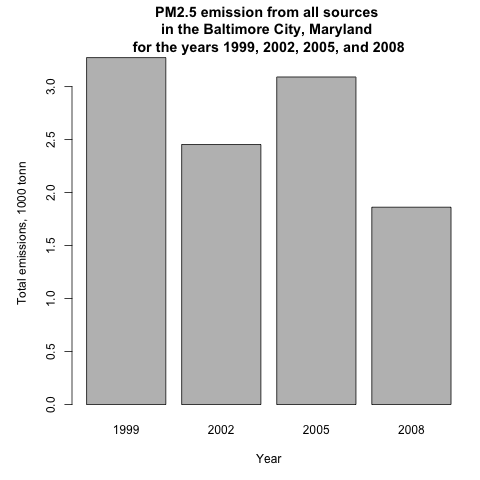 PM2.5 emission from all sources
in the Baltimore City, Maryland
for the years 1999, 2002, 2005, and 2008
Total emissions, 1000 tonn
3.0
2.5
2.0
1.5
1.0
0.5
0.0
1999 2002 2005 2008
Year